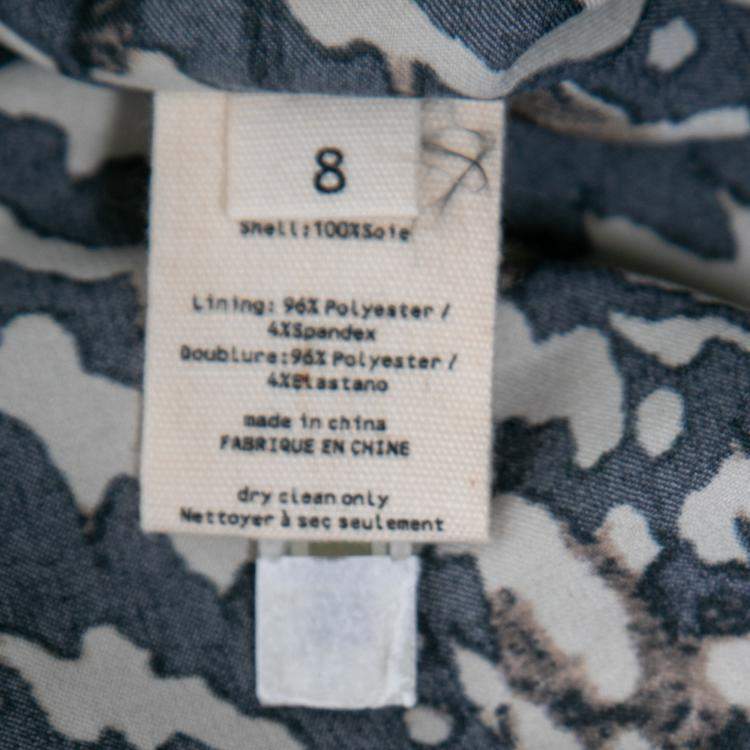 8
Shell:100%Soie
Lining: 96% Polyester /
4%Spandex
Doublure:96% Polyester /
4%Elastano
made in china
FABRIQUE EN CHINE
dry clean only
Nettoyer à sec seulement